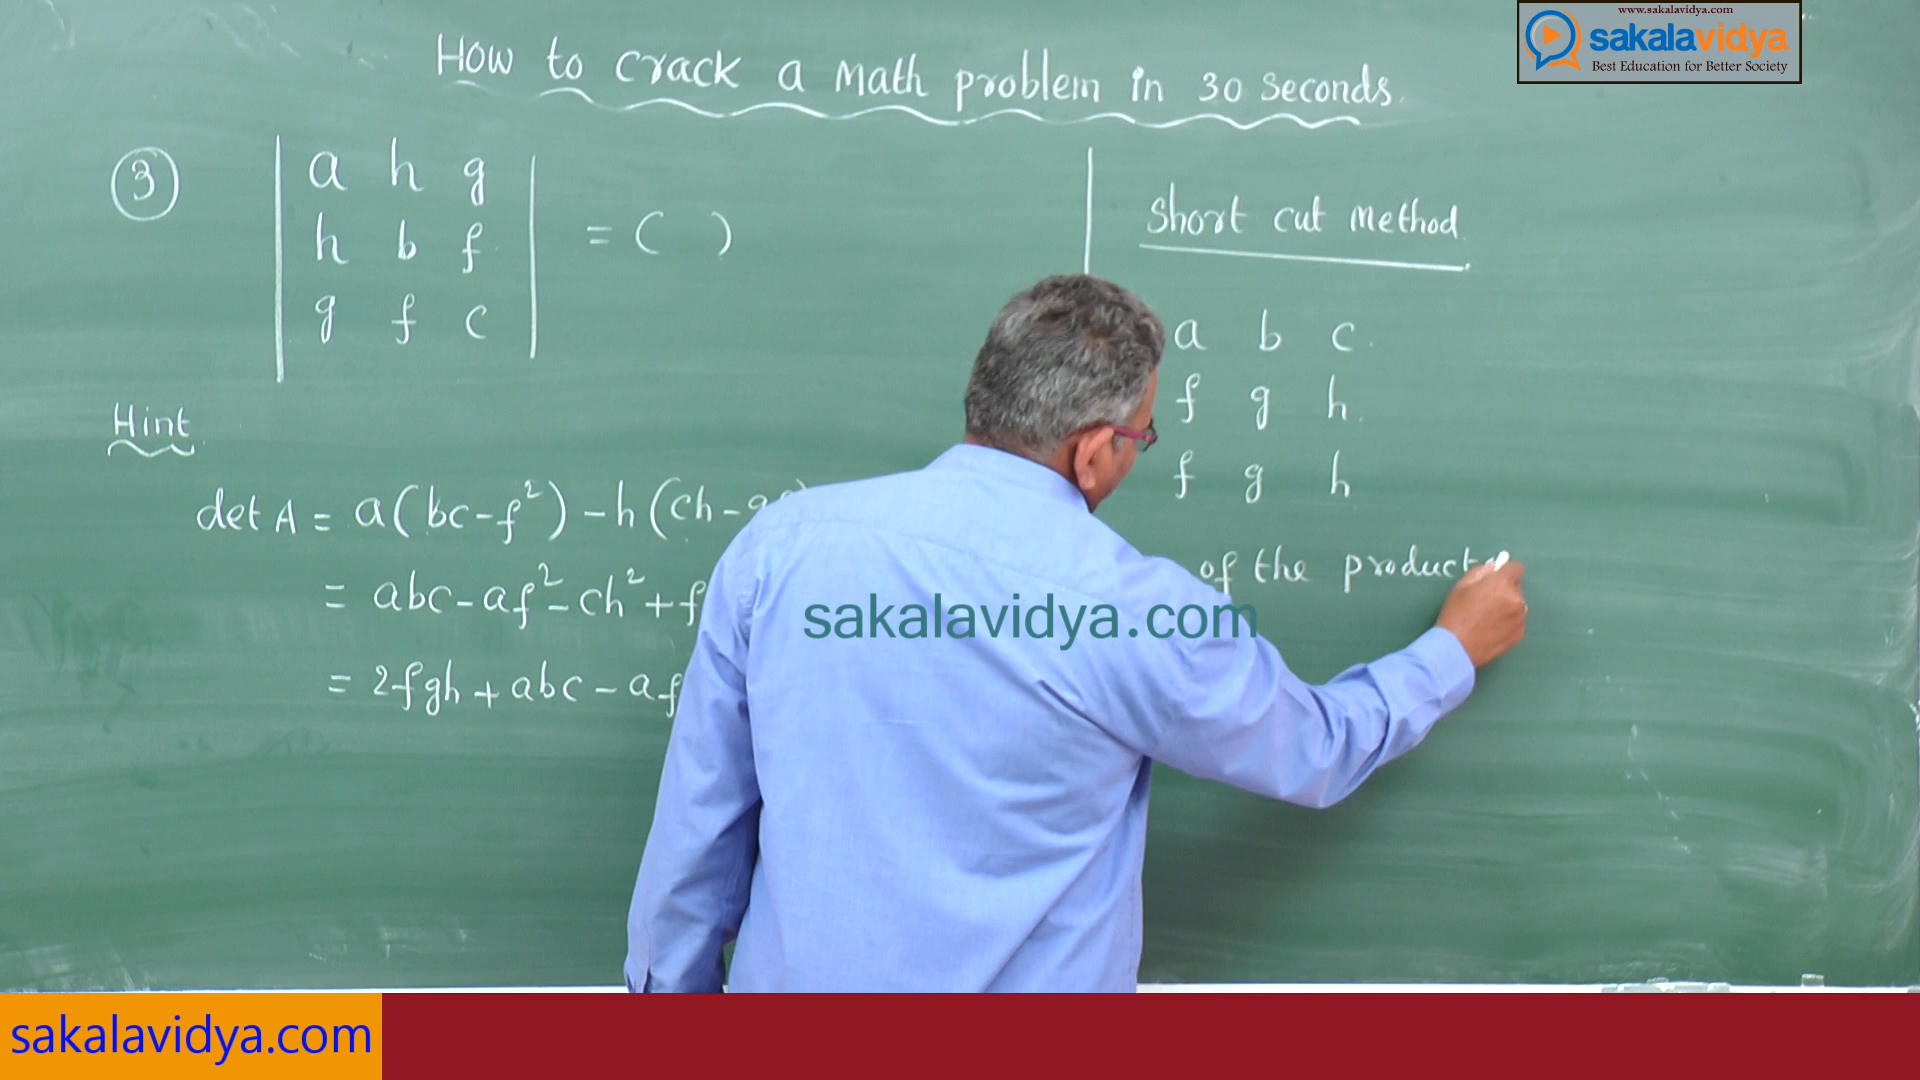 www.sakalavidya.com
sakalavidya
Best Education for Better Society
How to crack a Math problem in 30 seconds.
3
a h g
h b f = ( )
g f c
Hint
det A = a(bc-f²) - h(ch-
= abc - af² - ch² + f
= 2fgh + abc - af
Short cut Method
a b c
f g h
f g h
of the product
sakalavidya.com
sakalavidya.com